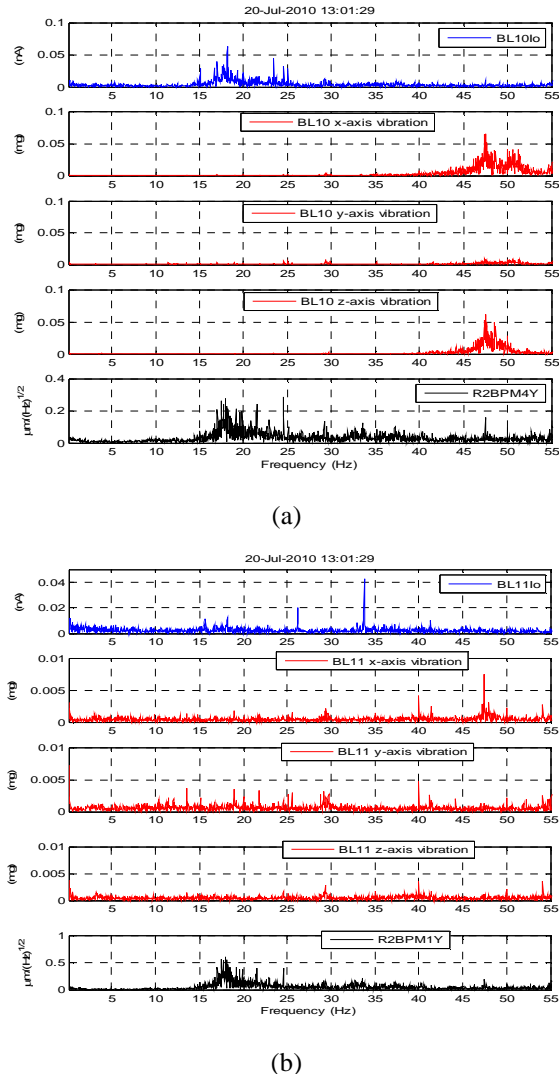 20-Jul-2010 13:01:29
0.1
0.05
0
(nA)
BL10Io
5 10 15 20 25 30 35 40 45 50 55
0.1
0.05
0
(mg)
BL10 x-axis vibration
5 10 15 20 25 30 35 40 45 50 55
0.1
0.05
0
(mg)
BL10 y-axis vibration
5 10 15 20 25 30 35 40 45 50 55
0.1
0.05
0
(mg)
BL10 z-axis vibration
5 10 15 20 25 30 35 40 45 50 55
0.4
0.2
0
µm/(Hz)^1/2
R2BPM4Y
5 10 15 20 25 30 35 40 45 50 55
Frequency (Hz)
(a)
20-Jul-2010 13:01:29
0.04
0.02
0
(nA)
BL11Io
5 10 15 20 25 30 35 40 45 50 55
0.01
0.005
0
(mg)
BL11 x-axis vibration
5 10 15 20 25 30 35 40 45 50 55
0.01
0.005
0
(mg)
BL11 y-axis vibration
5 10 15 20 25 30 35 40 45 50 55
0.01
0.005
0
(mg)
BL11 z-axis vibration
5 10 15 20 25 30 35 40 45 50 55
1
0.5
0
µm/(Hz)^1/2
R2BPM1Y
5 10 15 20 25 30 35 40 45 50 55
Frequency (Hz)
(b)